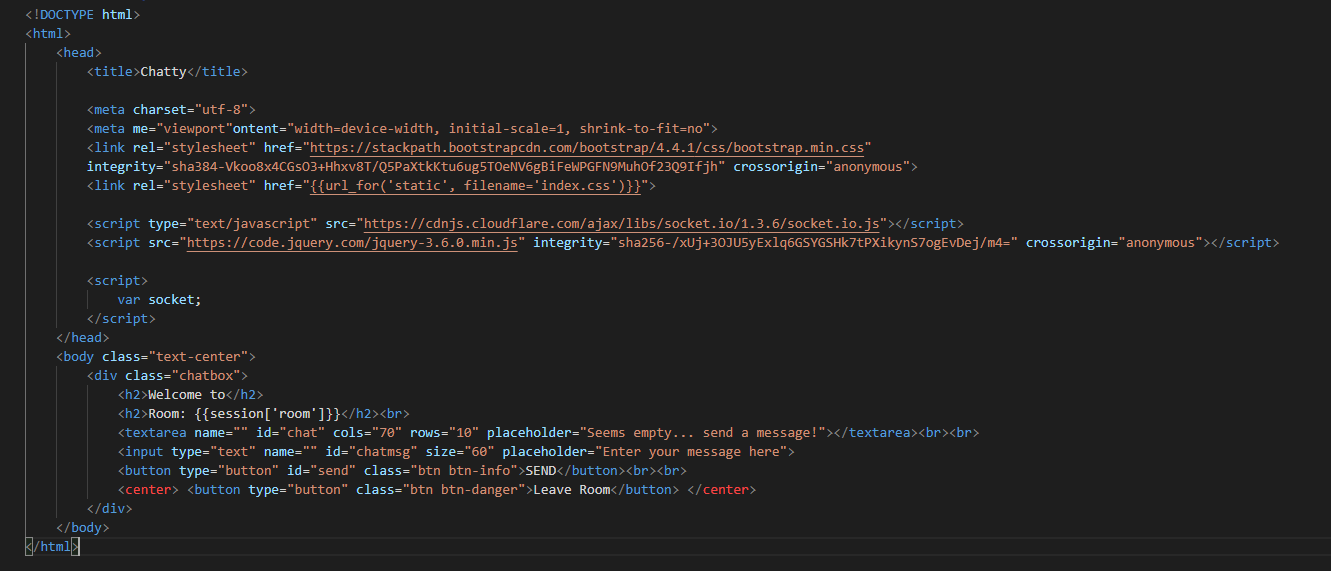 <!DOCTYPE html>
<html>
<head>
<title>Chatty</title>
<meta charset="utf-8">
<meta me="viewport"ontent="width=device-width, initial-scale=1, shrink-to-fit=no">
<link rel="stylesheet" href="https://stackpath.bootstrapcdn.com/bootstrap/4.4.1/css/bootstrap.min.css"
integrity="sha384-Vkoo8x4CGsO3+Hhxv8T/Q5PaXtkKtu6ug5TOeNV6gBiFeWPGFN9MuhOf23Q9Ifjh" crossorigin="anonymous">
<link rel="stylesheet" href="{{url_for('static', filename='index.css')}}">
<script type="text/javascript" src="https://cdnjs.cloudflare.com/ajax/libs/socket.io/1.3.6/socket.io.js"></script>
<script src="https://code.jquery.com/jquery-3.6.0.min.js" integrity="sha256-/xUj+3OJU5yExlq6GSYGSHk7tPXikynS7ogEvDej/m4=" crossorigin="anonymous"></script>
<script>
var socket;
</script>
</head>
<body class="text-center">
<div class="chatbox">
<h2>Welcome to</h2>
<h2>Room: {{session['room']}}</h2><br>
<textarea name="" id="chat" cols="70" rows="10" placeholder="Seems empty... send a message!"></textarea><br><br>
<input type="text" name="" id="chatmsg" size="60" placeholder="Enter your message here">
<button type="button" id="send" class="btn btn-info">SEND</button><br><br>
<center> <button type="button" class="btn btn-danger">Leave Room</button> </center>
</div>
</body>
</html>